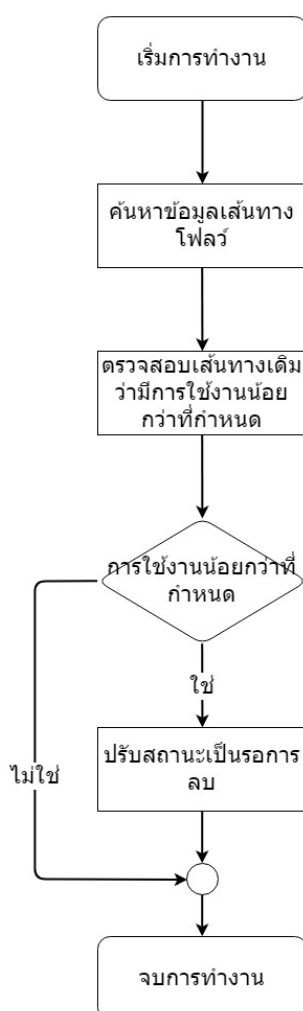 เริ่มการทำงาน
ค้นหาข้อมูลเส้นทาง
โฟลว์
ตรวจสอบเส้นทางเดิม
ว่ามีการใช้งานน้อย
กว่าที่กำหนด
การใช้งานน้อยกว่าที่
กำหนด
ใช่
ปรับสถานะเป็นรอการ
ลบ
ไม่ใช่
จบการทำงาน